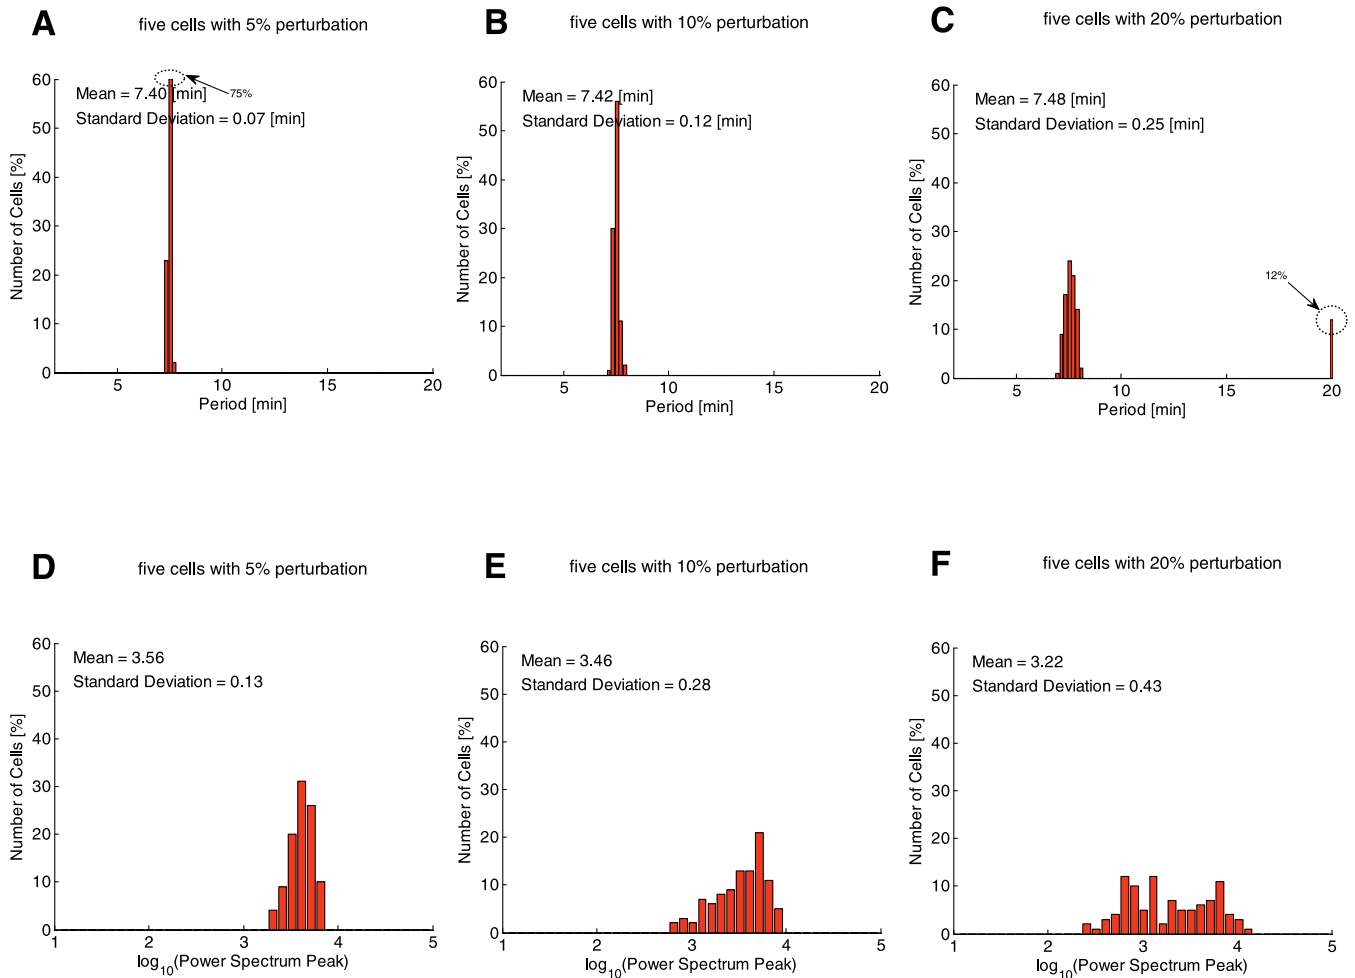 A five cells with 5% perturbation
Mean = 7.40 [min]
Standard Deviation = 0.07 [min]
75%
Number of Cells [%]
60
50
40
30
20
10
0
5 10 15 20
Period [min]
B five cells with 10% perturbation
Mean = 7.42 [min]
Standard Deviation = 0.12 [min]
Number of Cells [%]
60
50
40
30
20
10
0
5 10 15 20
Period [min]
C five cells with 20% perturbation
Mean = 7.48 [min]
Standard Deviation = 0.25 [min]
12%
Number of Cells [%]
60
50
40
30
20
10
0
5 10 15 20
Period [min]
D five cells with 5% perturbation
Mean = 3.56
Standard Deviation = 0.13
Number of Cells [%]
60
50
40
30
20
10
0
1 2 3 4 5
log10(Power Spectrum Peak)
E five cells with 10% perturbation
Mean = 3.46
Standard Deviation = 0.28
Number of Cells [%]
60
50
40
30
20
10
0
1 2 3 4 5
log10(Power Spectrum Peak)
F five cells with 20% perturbation
Mean = 3.22
Standard Deviation = 0.43
Number of Cells [%]
60
50
40
30
20
10
0
1 2 3 4 5
log10(Power Spectrum Peak)